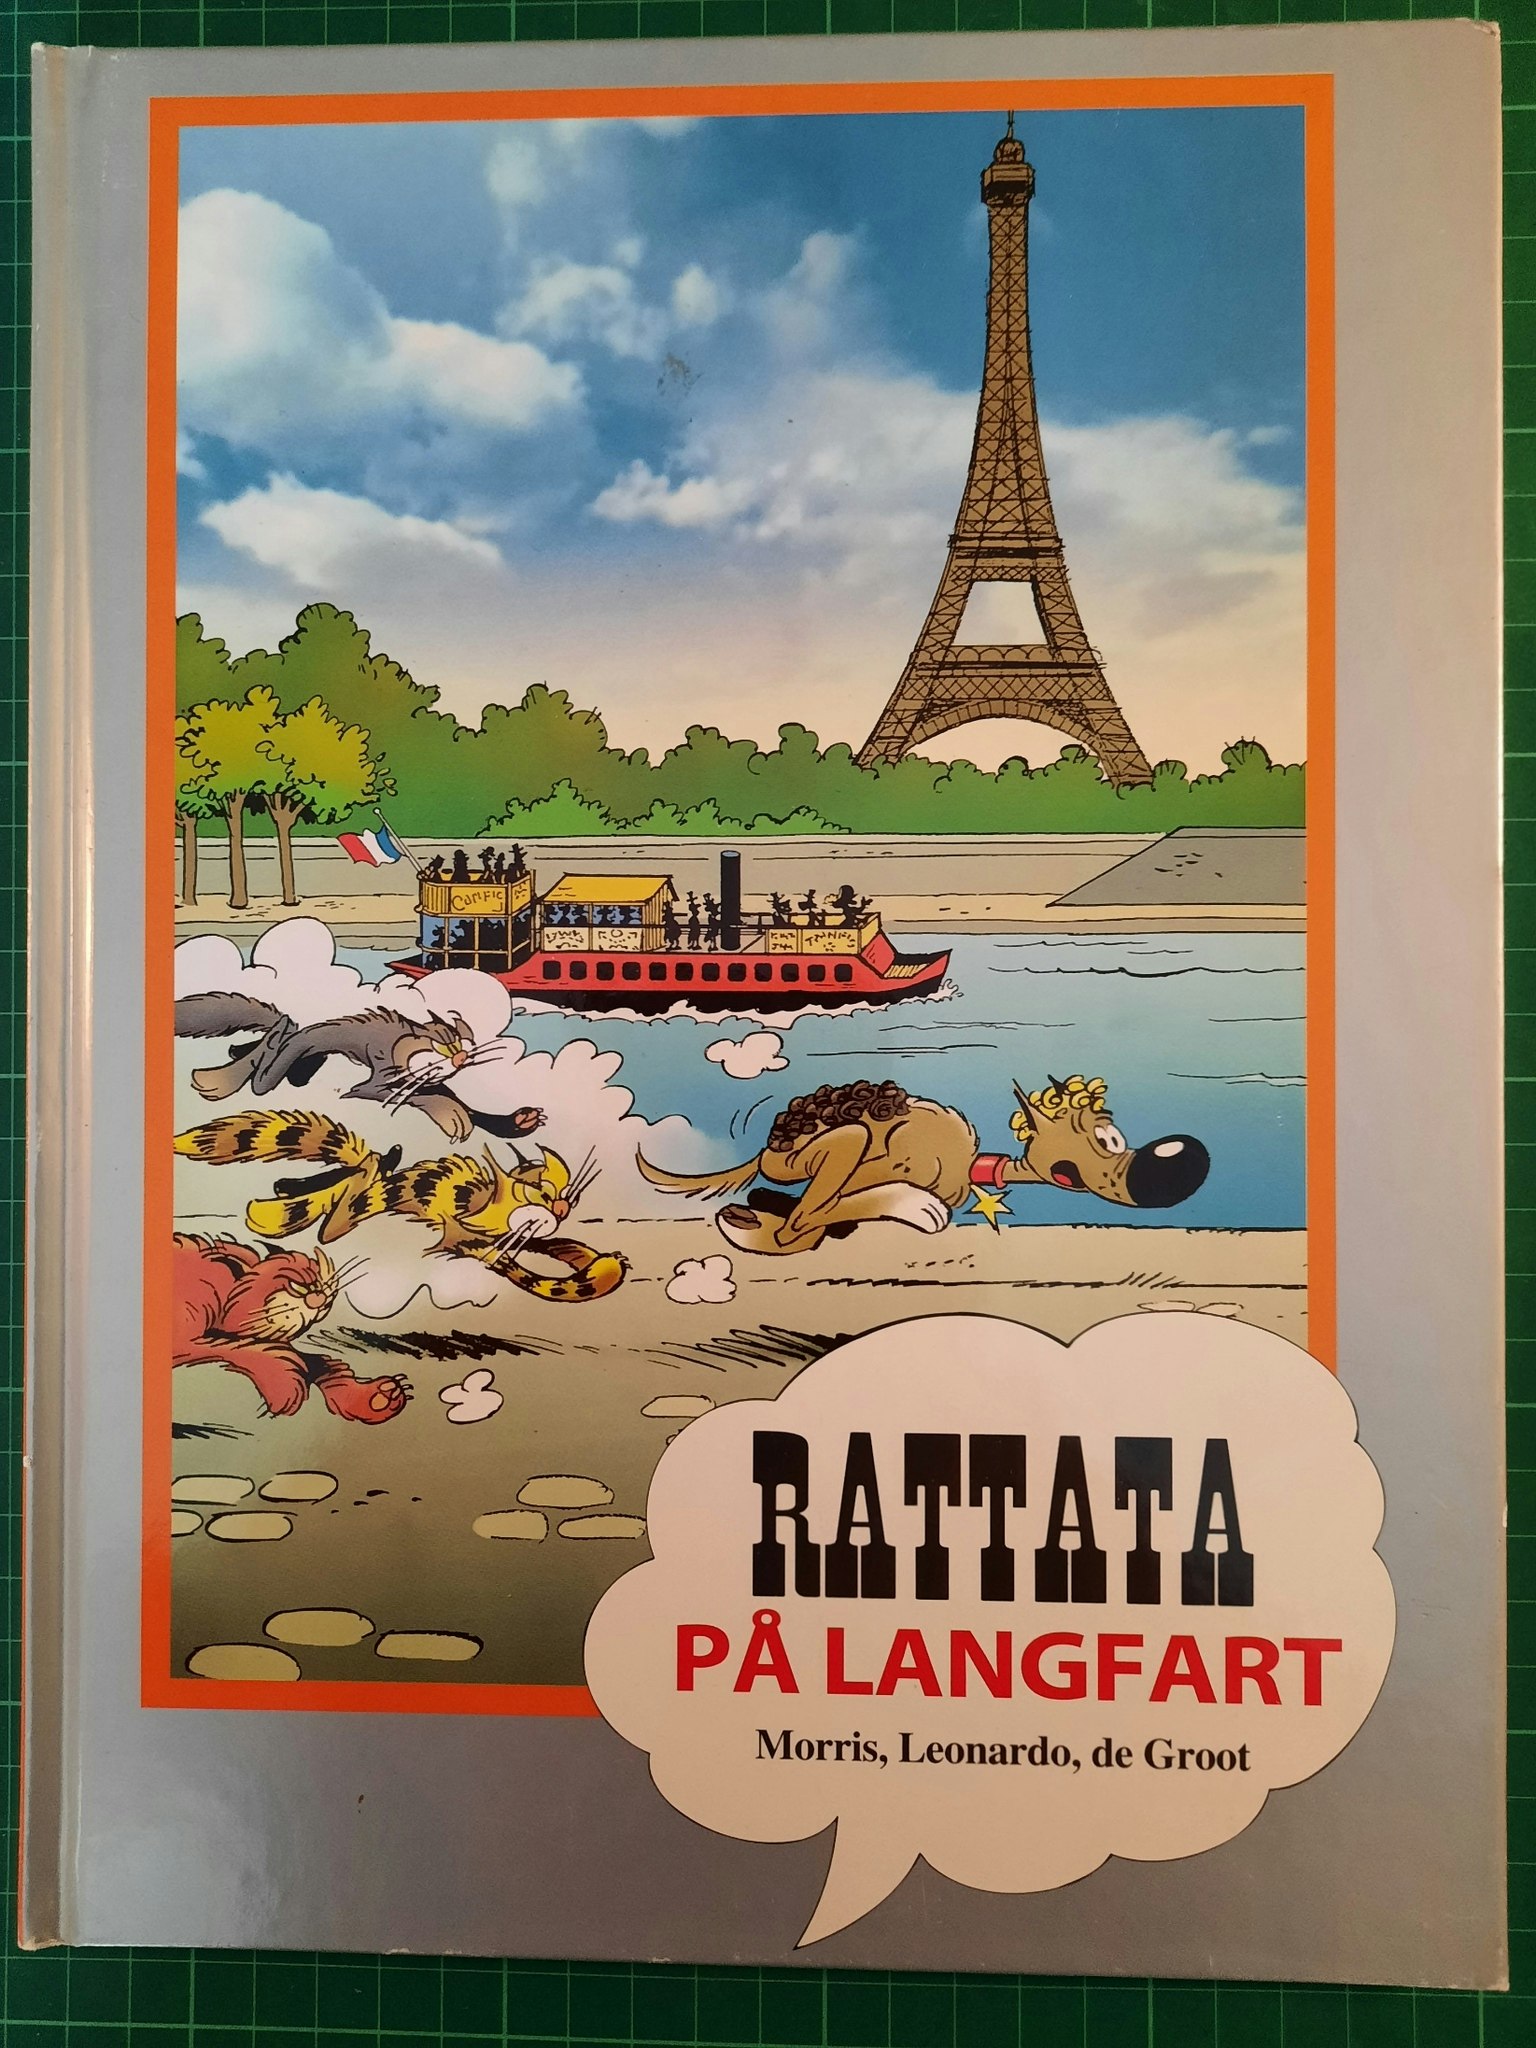 RATTATA
PÅ LANGFART
Morris, Leonardo, de Groot